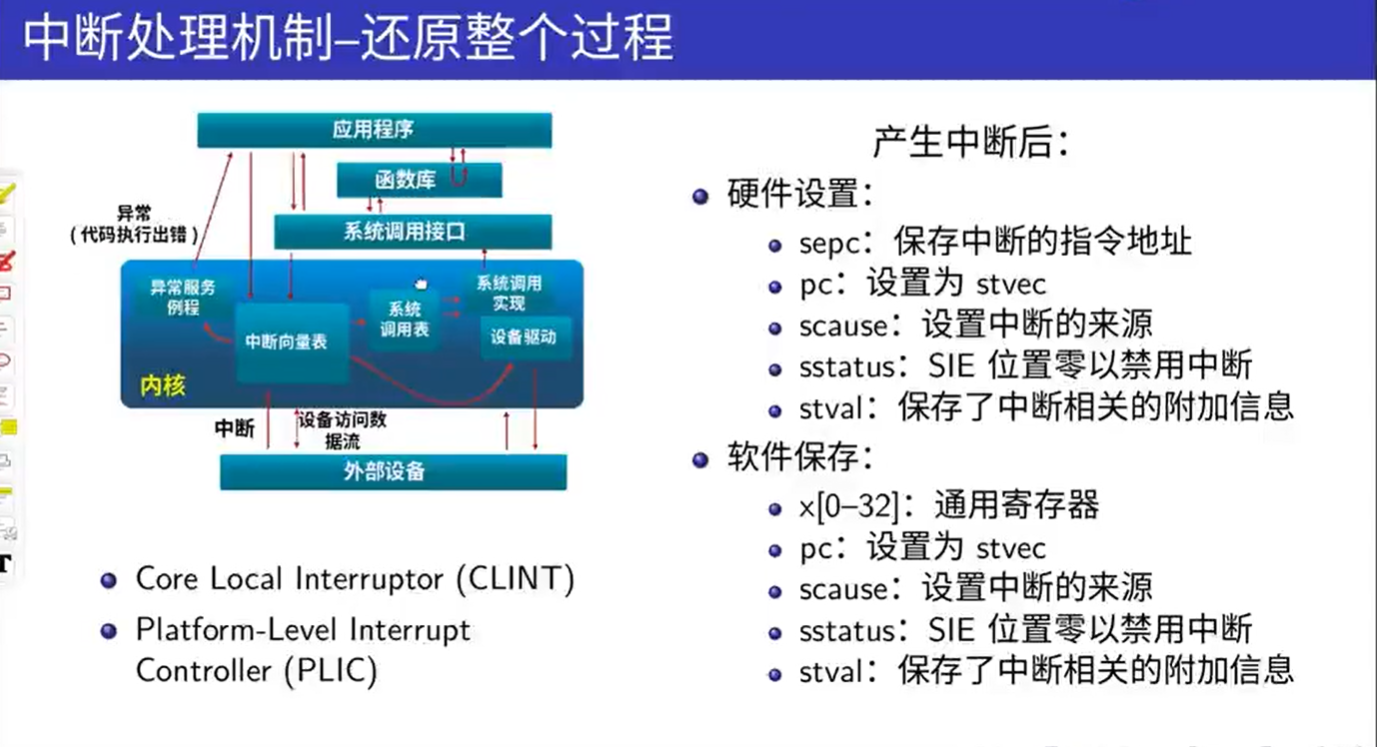 中断处理机制–还原整个过程
应用程序
函数库
异常
(代码执行出错)
系统调用接口
异常服务
例程
中断向量表
系统
调用表
系统调用
实现
设备驱动
内核
中断
设备访问数
据流
外部设备
Core Local Interruptor (CLINT)
Platform-Level Interrupt
Controller (PLIC)
产生中断后：
硬件设置：
sepc：保存中断的指令地址
pc：设置为 stvec
scause：设置中断的来源
sstatus：SIE 位置零以禁用中断
stval：保存了中断相关的附加信息
软件保存：
x[0–32]：通用寄存器
pc：设置为 stvec
scause：设置中断的来源
sstatus：SIE 位置零以禁用中断
stval：保存了中断相关的附加信息